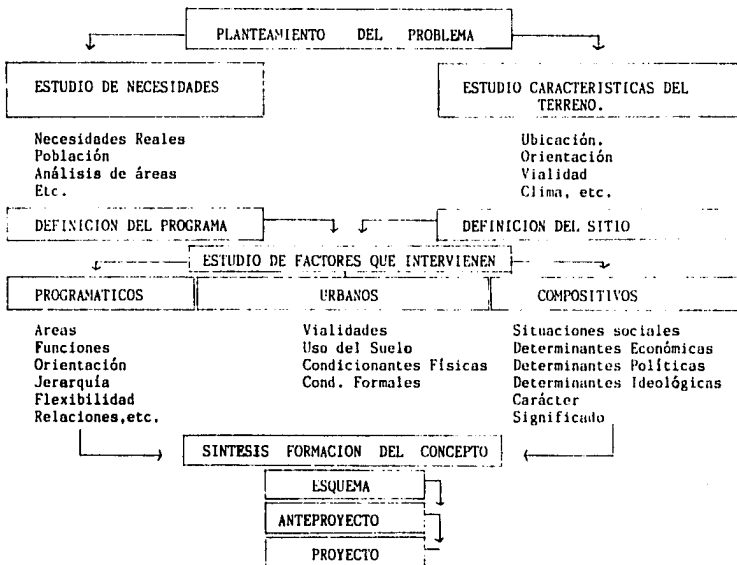 PLANTEAMIENTO DEL PROBLEMA
ESTUDIO DE NECESIDADES
Necesidades Reales
Población
Análisis de áreas
Etc.
ESTUDIO CARACTERISTICAS DEL
TERRENO.
Ubicación.
Orientación
Vialidad
Clima, etc.
DEFINICION DEL PROGRAMA
DEFINICION DEL SITIO
ESTUDIO DE FACTORES QUE INTERVIENEN
PROGRAMATICOS
Areas
Funciones
Orientación
Jerarquía
Flexibilidad
Relaciones,etc.
URBANOS
Vialidades
Uso del Suelo
Condicionantes Físicas
Cond. Formales
COMPOSITIVOS
Situaciones sociales
Determinantes Económicas
Determinantes Políticas
Determinantes Ideológicas
Carácter
Significado
SINTESIS FORMACION DEL CONCEPTO
ESQUEMA
ANTEPROYECTO
PROYECTO